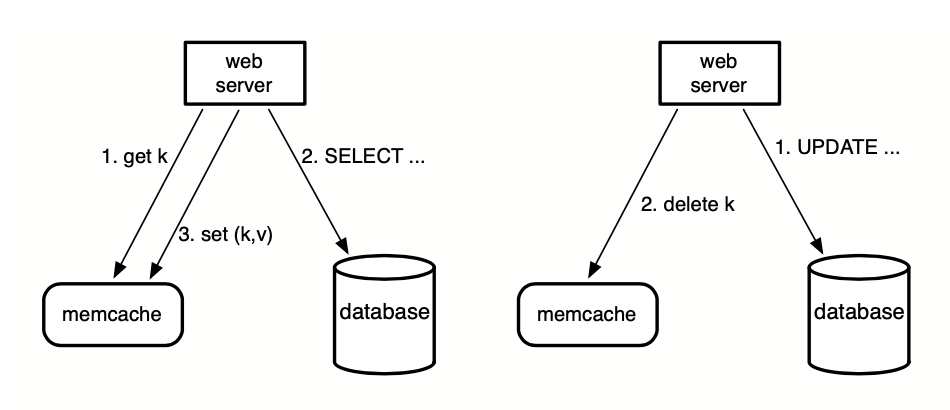 web
server
1. get k
2. SELECT ...
3. set (k,v)
memcache
database
web
server
1. UPDATE ...
2. delete k
memcache
database